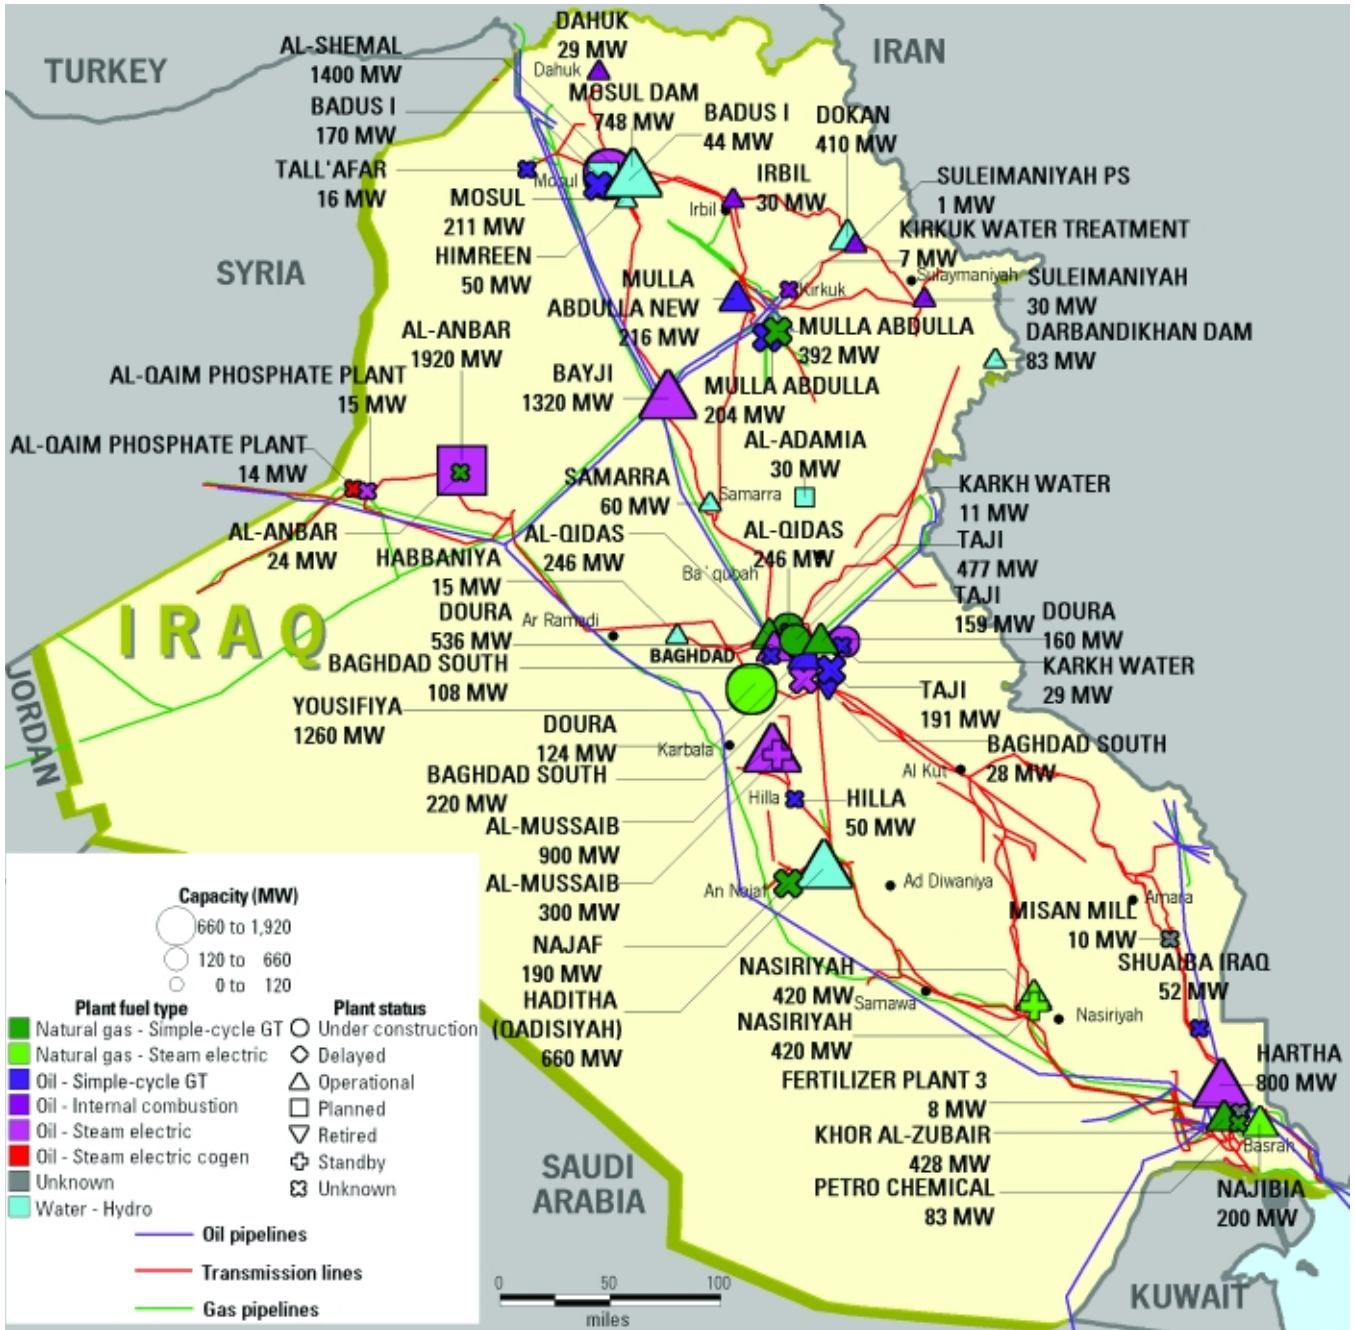 DAHUK
29 MW
Dahuk
IRAN
TURKEY
AL-SHEMAL
1400 MW
MOSUL DAM
748 MW
BADUS I
44 MW
DOKAN
410 MW
BADUS I
170 MW
TALL'AFAR
16 MW
Mosul
IRBIL
30 MW
Irbil
SULEIMANIYAH PS
1 MW
MOSUL
211 MW
KIRKUK WATER TREATMENT
7 MW
HIMREEN
50 MW
SYRIA
Sulaymaniyah
SULEIMANIYAH
30 MW
MULLA
ABDULLA NEW
216 MW
Kirkuk
AL-ANBAR
1920 MW
MULLA ABDULLA
392 MW
DARBANDIKHAN DAM
83 MW
AL-QAIM PHOSPHATE PLANT
15 MW
BAYJI
1320 MW
MULLA ABDULLA
204 MW
AL-QAIM PHOSPHATE PLANT
14 MW
AL-ADAMIA
30 MW
SAMARRA
60 MW
Samarra
KARKH WATER
11 MW
AL-ANBAR
24 MW
AL-QIDAS
246 MW
AL-QIDAS
246 MW
TAJI
477 MW
HABBANIYA
15 MW
Ba`qubah
TAJI
159 MW
IRAQ
DOURA
536 MW
Ar Ramadi
DOURA
160 MW
BAGHDAD
BAGHDAD SOUTH
108 MW
KARKH WATER
29 MW
JORDAN
YOUSIFIYA
1260 MW
TAJI
191 MW
DOURA
124 MW
Karbala
BAGHDAD SOUTH
28 MW
BAGHDAD SOUTH
220 MW
Al Kut
Hilla
HILLA
50 MW
AL-MUSSAIB
900 MW
AL-MUSSAIB
300 MW
An Najaf
Ad Diwaniya
Amara
MISAN MILL
10 MW
NAJAF
190 MW
SHUAIBA IRAQ
52 MW
NASIRIYAH
420 MW
HADITHA
(QADISIYAH)
660 MW
Samawa
NASIRIYAH
420 MW
Nasiriyah
HARTHA
800 MW
FERTILIZER PLANT 3
8 MW
KHOR AL-ZUBAIR
428 MW
Basrah
SAUDI
ARABIA
PETRO CHEMICAL
83 MW
NAJIBIA
200 MW
KUWAIT
Capacity (MW)
660 to 1,920
120 to 660
0 to 120
Plant fuel type
Natural gas - Simple-cycle GT
Natural gas - Steam electric
Oil - Simple-cycle GT
Oil - Internal combustion
Oil - Steam electric
Oil - Steam electric cogen
Unknown
Water - Hydro
Plant status
Under construction
Delayed
Operational
Planned
Retired
Standby
Unknown
Oil pipelines
Transmission lines
Gas pipelines
0 50 100
miles